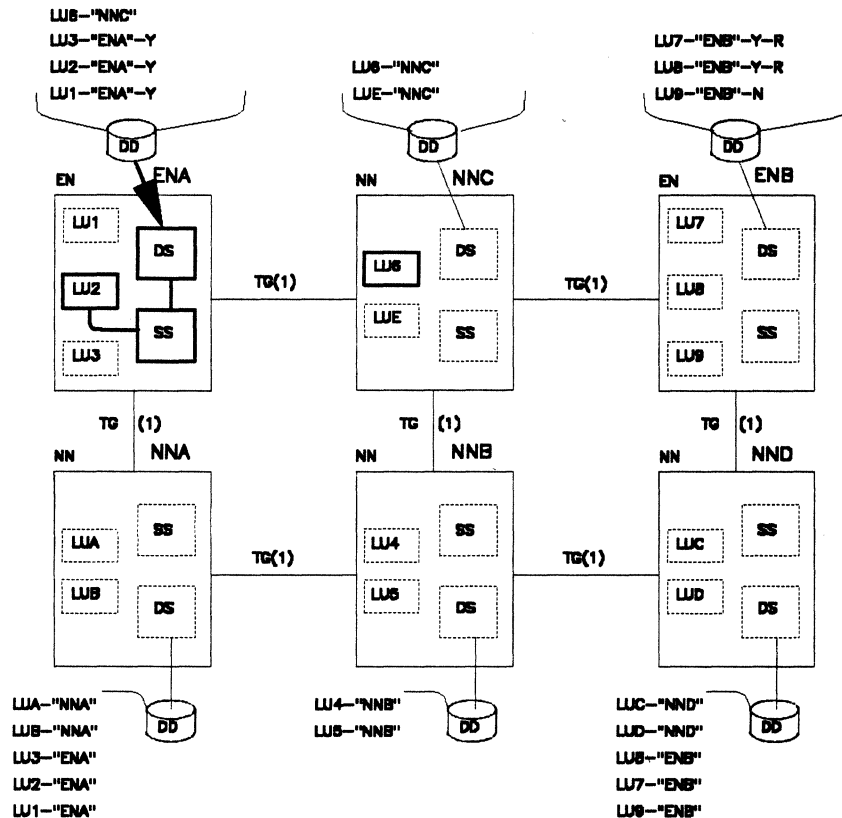 LU6-"NNC"
LU3-"ENA"-Y
LU2-"ENA"-Y
LU1-"ENA"-Y
DD
LU6-"NNC"
LUE-"NNC"
DD
LU7-"ENB"-Y-R
LU8-"ENB"-Y-R
LU9-"ENB"-N
DD
EN
ENA
LU1
DS
LU2
SS
LU3
TG(1)
NN
NNC
DS
LU6
LUE
SS
TG(1)
EN
ENB
LU7
DS
LU8
SS
LU9
TG (1)
TG (1)
TG (1)
NN
NNA
SS
LUA
LUB
DS
TG(1)
NN
NNB
SS
LU4
LU5
DS
TG(1)
NN
NND
SS
LUC
LUD
DS
LUA-"NNA"
LUB-"NNA"
LU3-"ENA"
LU2-"ENA"
LU1-"ENA"
DD
LU4-"NNB"
LU5-"NNB"
DD
LUC-"NND"
LUD-"NND"
LU8-"ENB"
LU7-"ENB"
LU9-"ENB"
DD